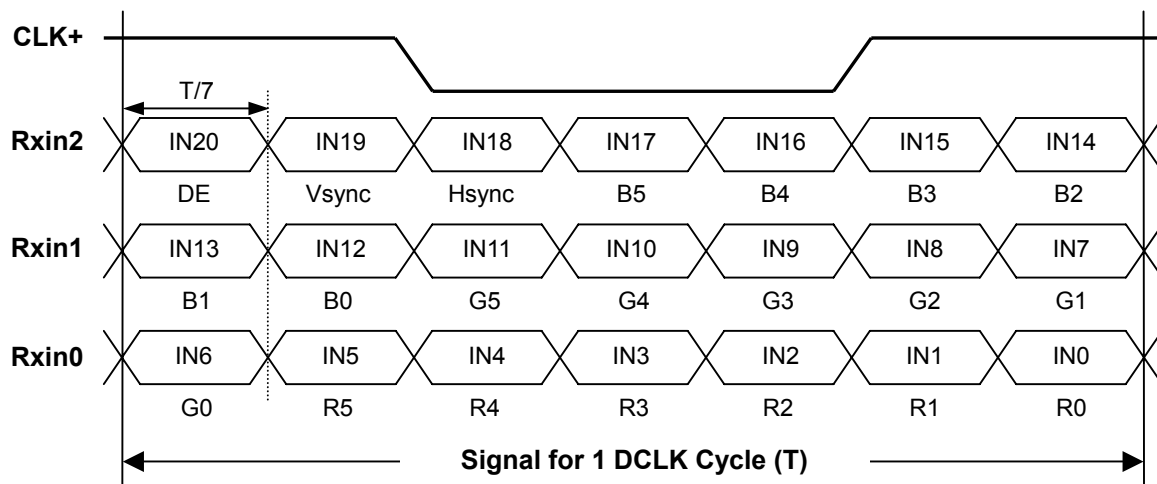 CLK+
T/7
Rxin2 IN20 IN19 IN18 IN17 IN16 IN15 IN14
DE Vsync Hsync B5 B4 B3 B2
Rxin1 IN13 IN12 IN11 IN10 IN9 IN8 IN7
B1 B0 G5 G4 G3 G2 G1
Rxin0 IN6 IN5 IN4 IN3 IN2 IN1 IN0
G0 R5 R4 R3 R2 R1 R0
Signal for 1 DCLK Cycle (T)